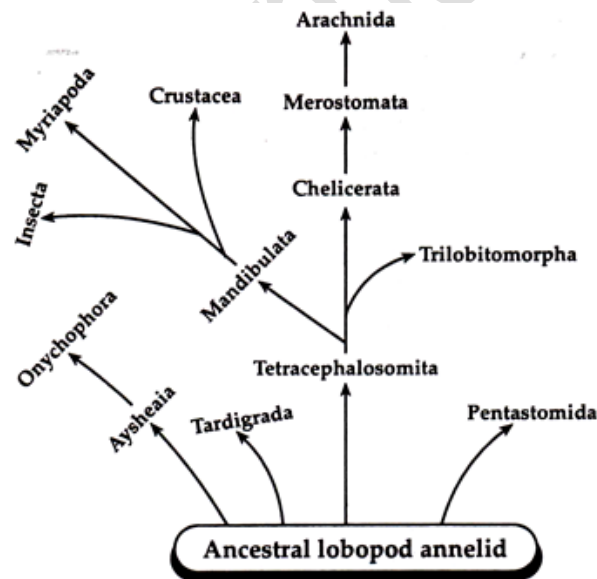 Arachnida
Merostomata
Crustacea
Myriapoda
Chelicerata
Insecta
Trilobitomorpha
Mandibulata
Onychophora
Tetracephalosomita
Aysheaia
Tardigrada
Pentastomida
Ancestral lobopod annelid